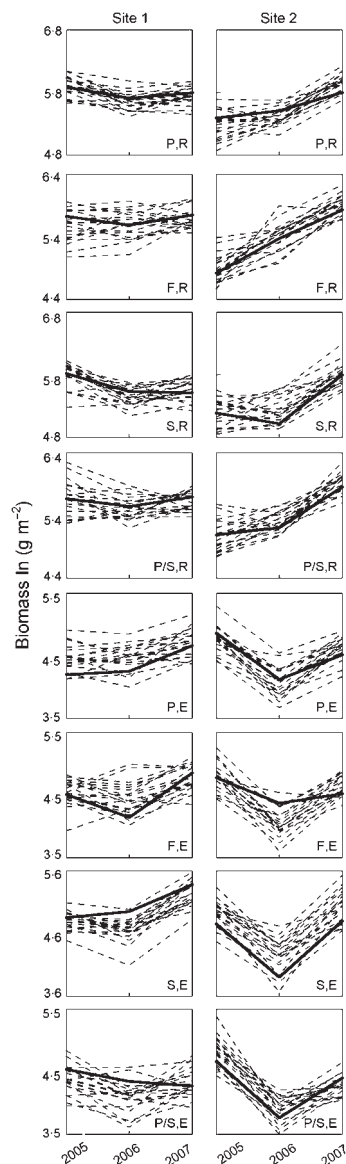 Site 1 Site 2
6·8
5·8
4·8
P,R P,R
6·4
5·4
4·4
F,R F,R
6·8
5·8
4·8
S,R S,R
6·4
5·4
4·4
P/S,R P/S,R
Biomass ln (g m⁻²)
5·5
4·5
3·5
P,E P,E
5·5
4·5
3·5
F,E F,E
5·6
4·6
3·6
S,E S,E
5·5
4·5
3·5
P/S,E P/S,E
2005 2006 2007 2005 2006 2007